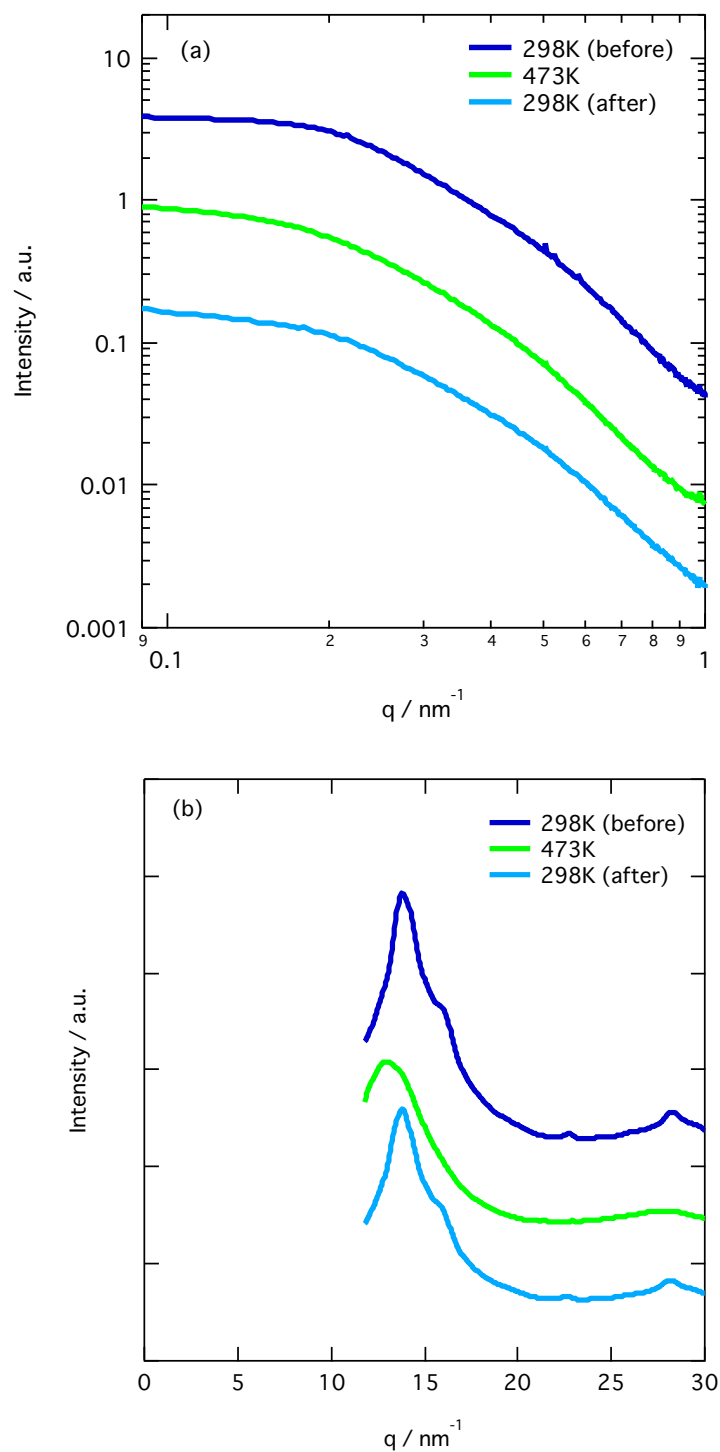 (a)
298K (before)
473K
298K (after)
10
1
0.1
0.01
0.001
Intensity / a.u.
9 2 3 4 5 6 7 8 9
0.1 1
q / nm⁻¹
(b)
298K (before)
473K
298K (after)
Intensity / a.u.
0 5 10 15 20 25 30
q / nm⁻¹